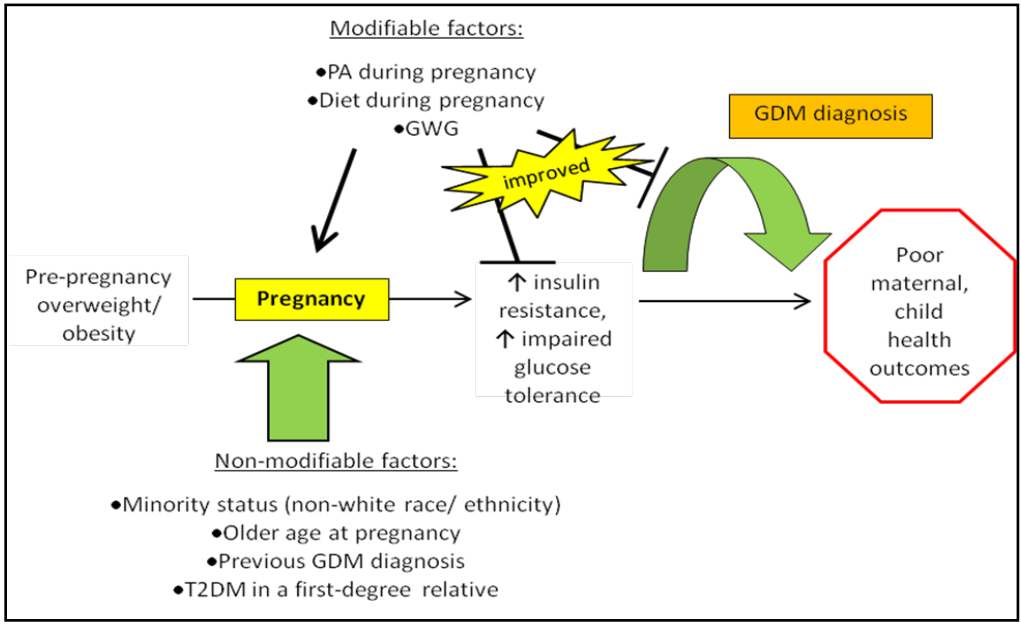 Modifiable factors:
●PA during pregnancy
●Diet during pregnancy
●GWG
GDM diagnosis
improved
Pre-pregnancy
overweight/
obesity
Pregnancy
↑ insulin
resistance,
↑ impaired
glucose
tolerance
Poor
maternal,
child
health
outcomes
Non-modifiable factors:
●Minority status (non-white race/ ethnicity)
●Older age at pregnancy
●Previous GDM diagnosis
●T2DM in a first-degree relative